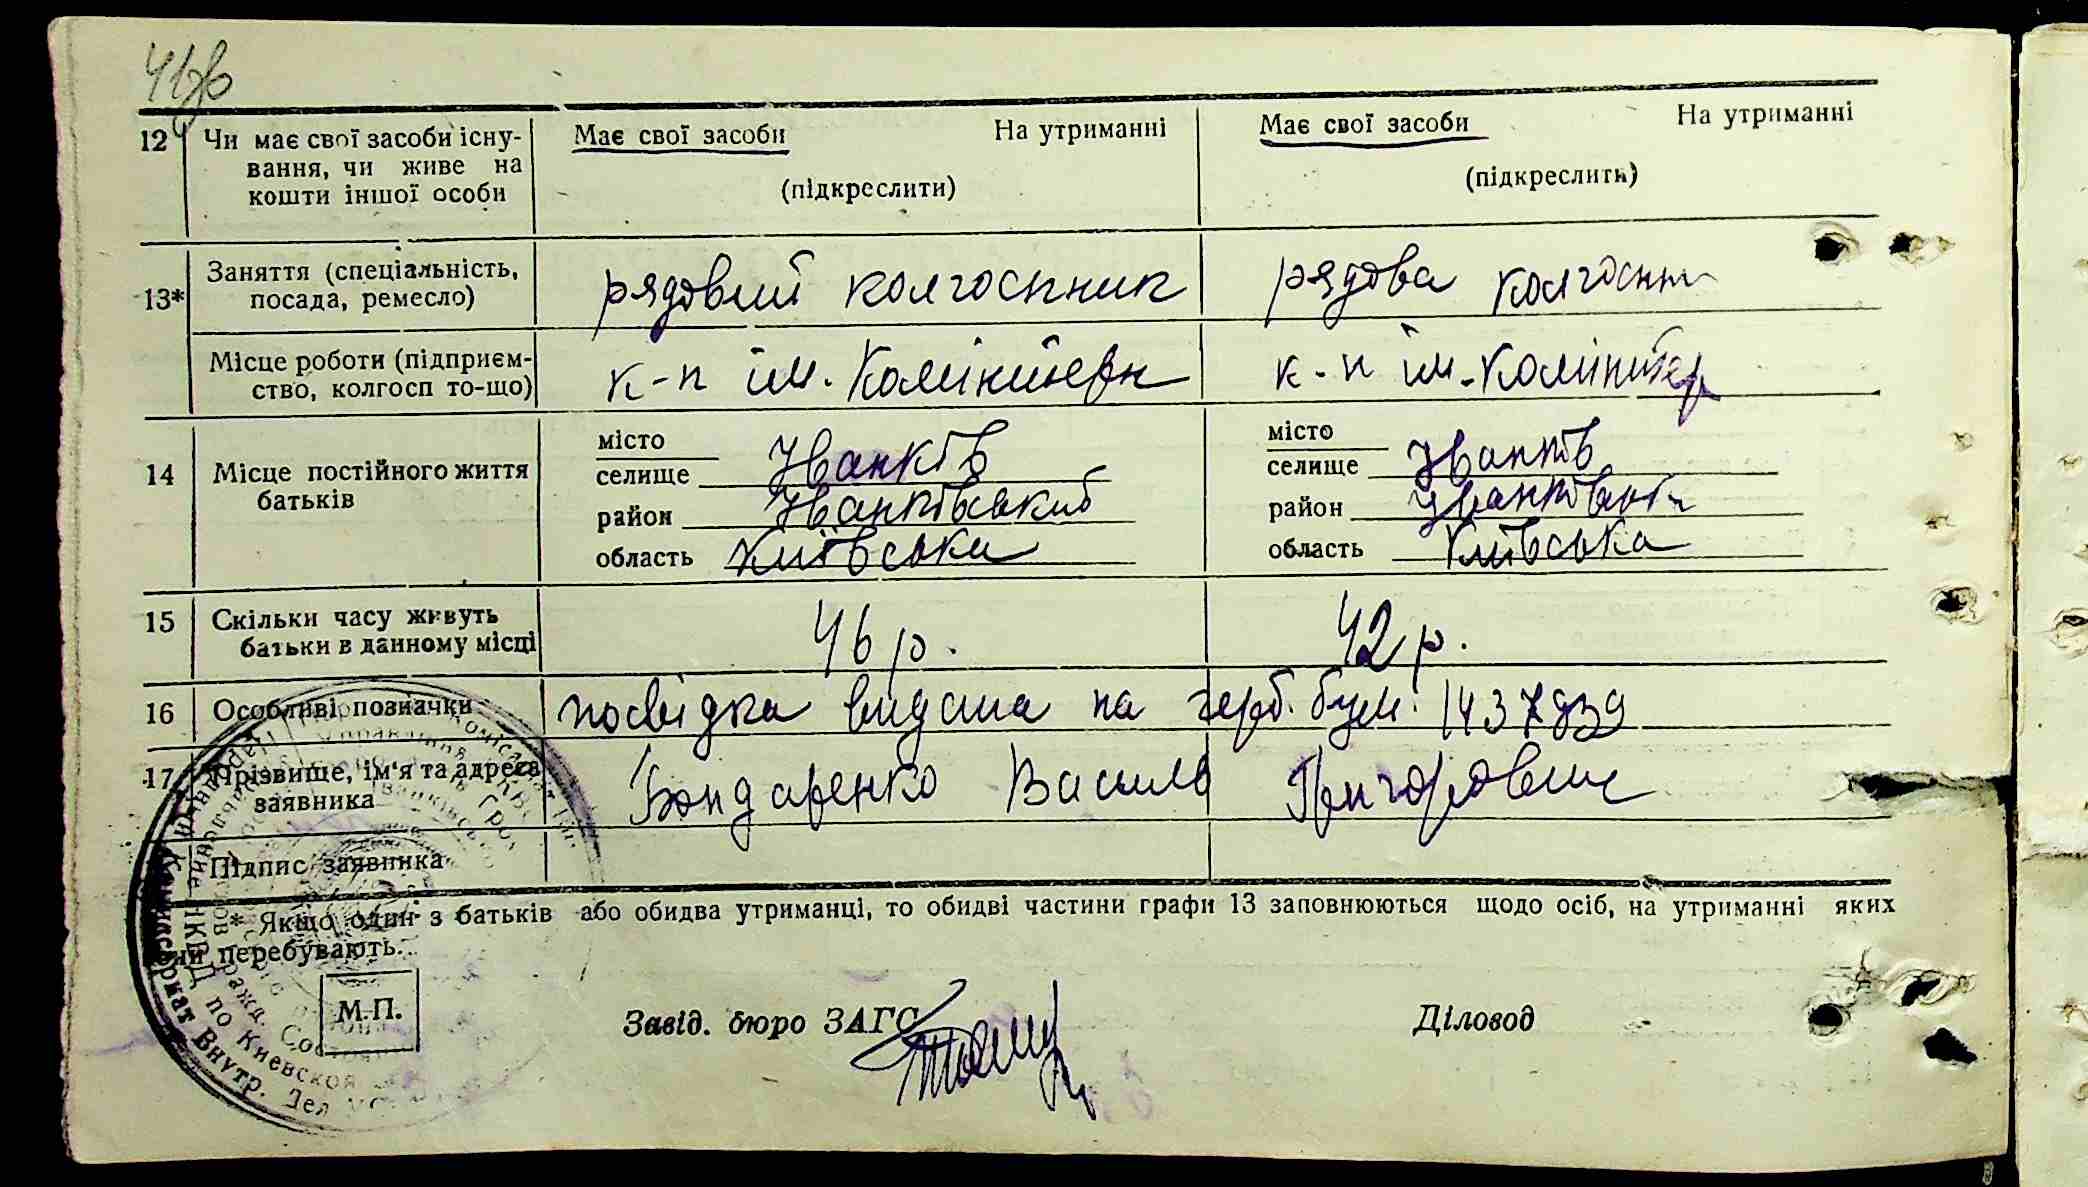 12 Чи має свої засоби існу- Має свої засоби На утриманні Має свої засоби На утриманні
вання, чи живе на
кошти іншої особи (підкреслити) (підкреслити)
13* Заняття (спеціальність, рядовий колгоспник рядова колгоспн
посада, ремесло)
Місце роботи (підприєм- к-п ім. Комінтерн к-п ім. Комінтер
ство, колгосп то-що)
місто місто
14 Місце постійного життя селище Іванків селище Іванків
батьків район Іванківський район
область Київська область Київська
15 Скільки часу живуть 46 р. 42 р.
батьки в данному місці
16 Особливі позначки посвідка видана на герб. бум.
17 Прізвище, ім'я та адреса Бондаренко Василь Григорович
заявника
Підпис заявника
* Якщо один з батьків або обидва утриманці, то обидві частини графи 13 заповнюються щодо осіб, на утриманні яких
вони перебувають.
М.П. Завід. бюро ЗАГС Діловод